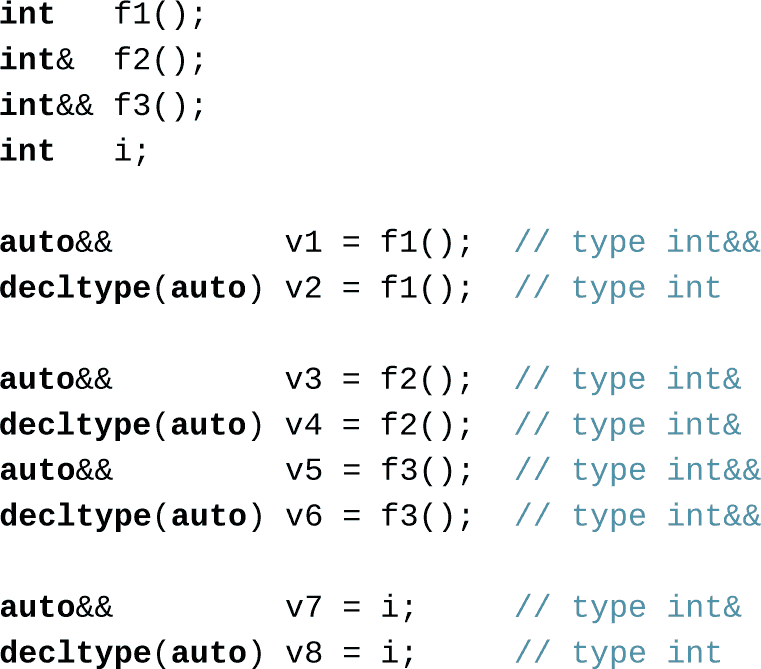 int   f1();
int&  f2();
int&& f3();
int   i;
auto&&         v1 = f1();  // type int&&
decltype(auto) v2 = f1();  // type int
auto&&         v3 = f2();  // type int&
decltype(auto) v4 = f2();  // type int&
auto&&         v5 = f3();  // type int&&
decltype(auto) v6 = f3();  // type int&&
auto&&         v7 = i;     // type int&
decltype(auto) v8 = i;     // type int